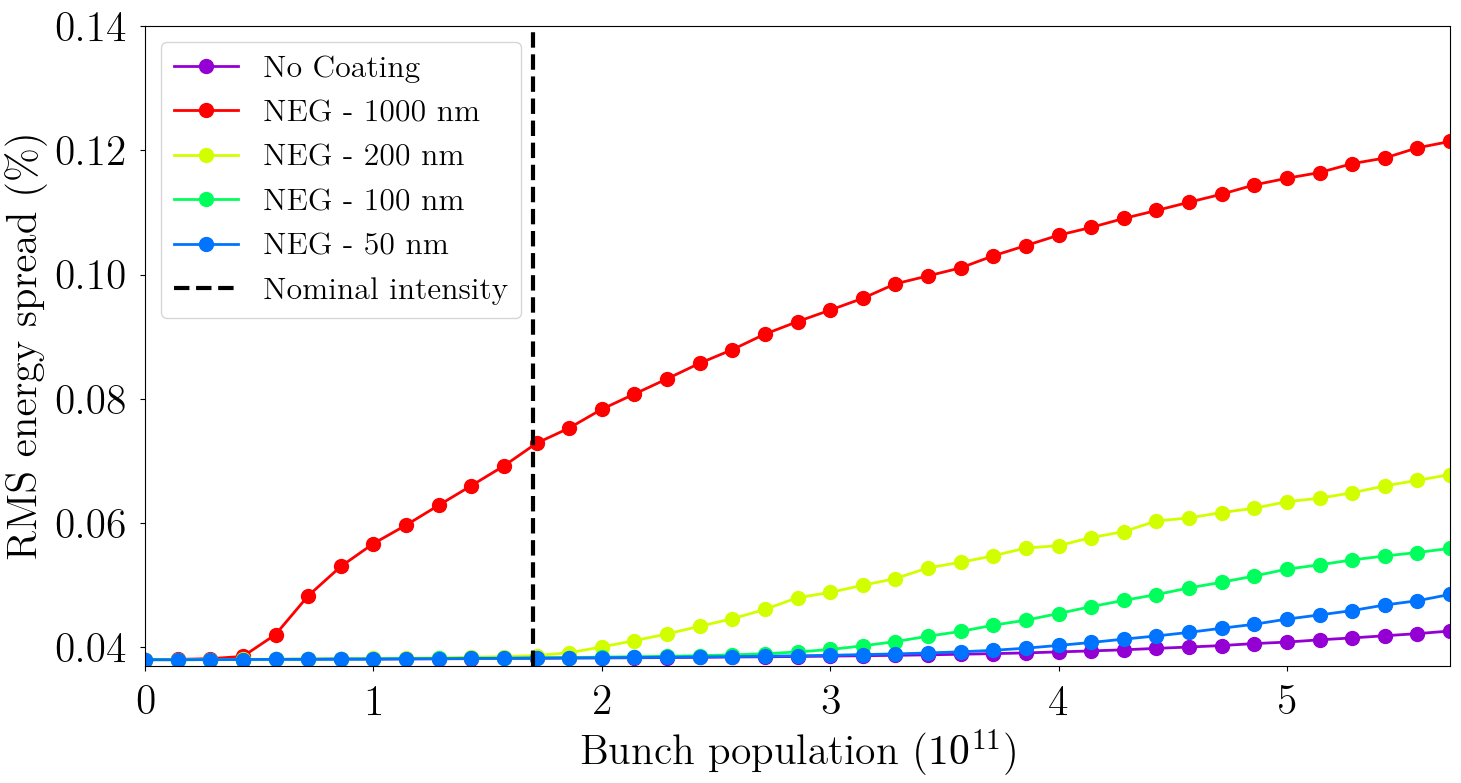 0.14
0.12
0.10
0.08
0.06
0.04
RMS energy spread (%)
No Coating
NEG - 1000 nm
NEG - 200 nm
NEG - 100 nm
NEG - 50 nm
Nominal intensity
0 1 2 3 4 5
Bunch population (10¹¹)